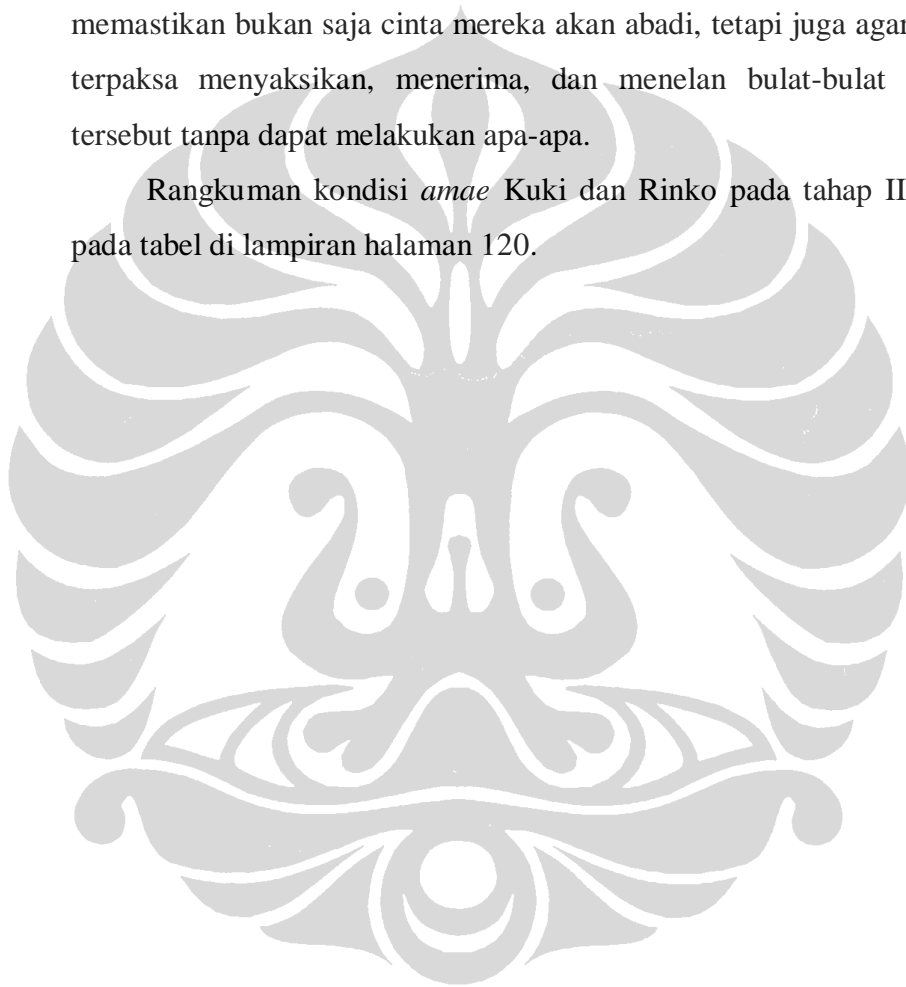 memastikan bukan saja cinta mereka akan abadi, tetapi juga agar
terpaksa menyaksikan, menerima, dan menelan bulat-bulat
tersebut tanpa dapat melakukan apa-apa.
Rangkuman kondisi amae Kuki dan Rinko pada tahap II
pada tabel di lampiran halaman 120.